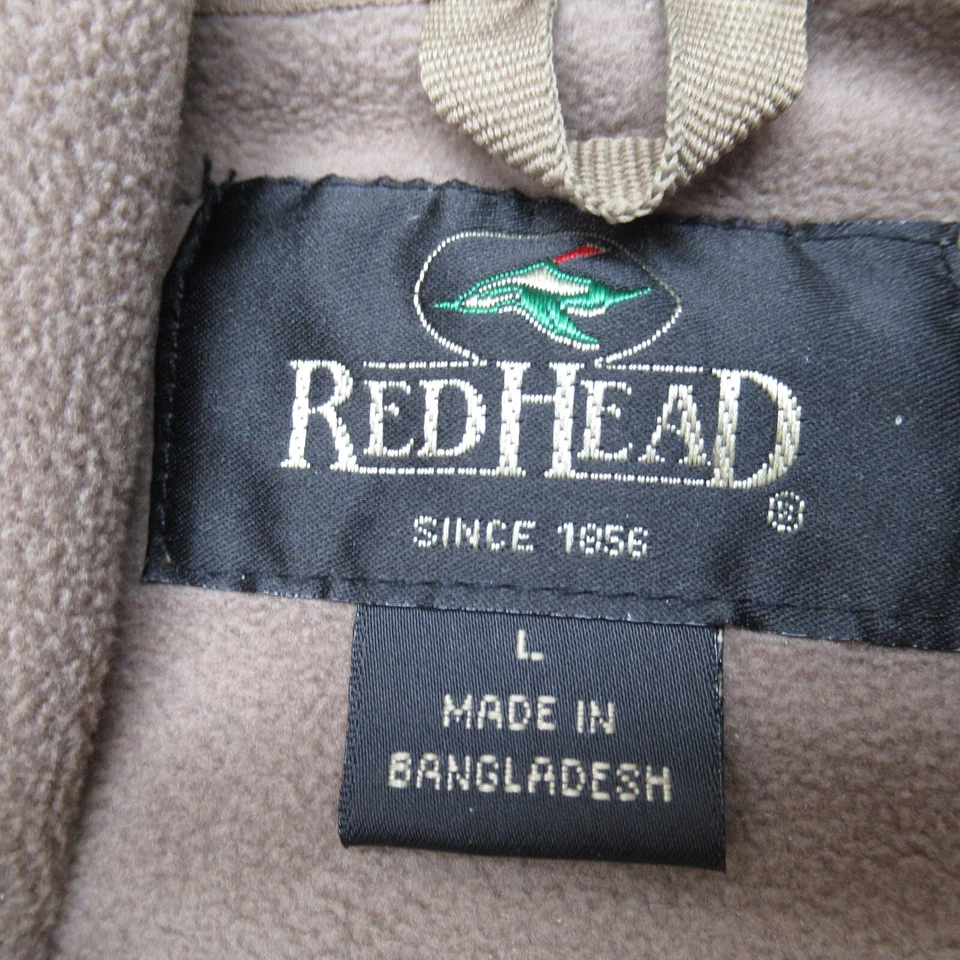 REDHEAD
®
SINCE 1856
L
MADE IN
BANGLADESH